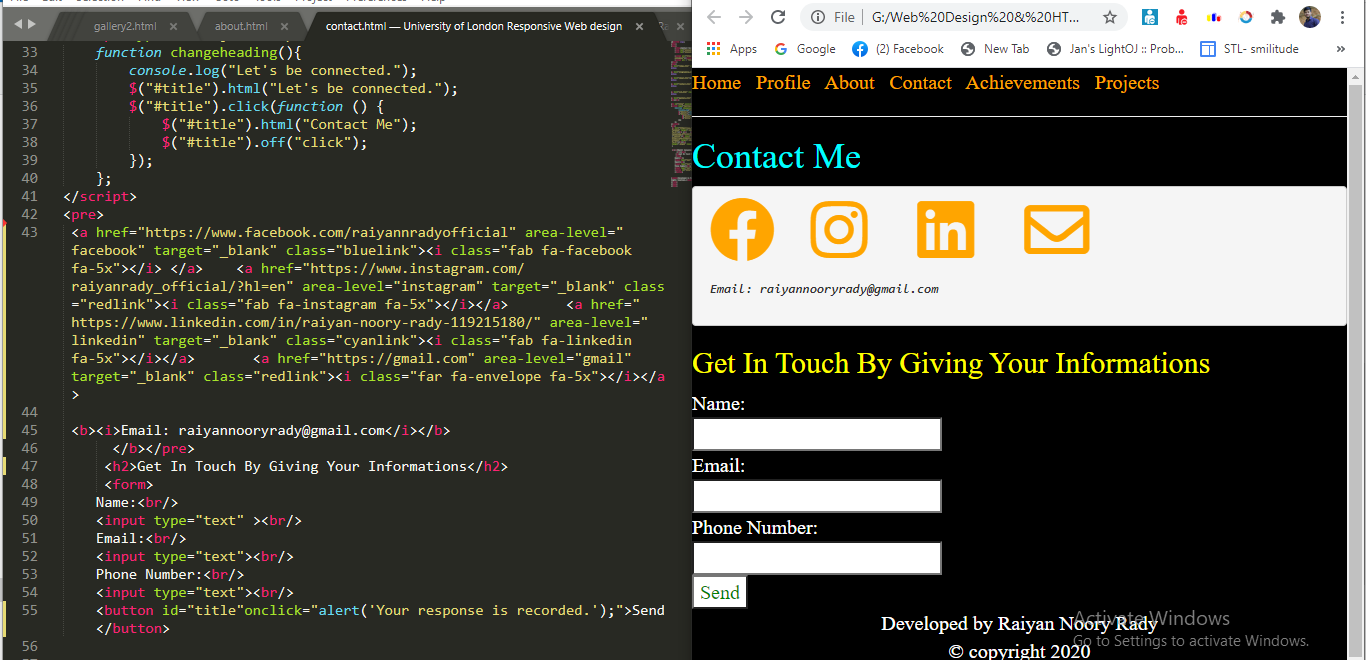 gallery2.html × about.html × contact.html — University of London Responsive Web design ×
33 function changeheading(){
34 console.log("Let's be connected.");
35 $("#title").html("Let's be connected.");
36 $("#title").click(function () {
37 $("#title").html("Contact Me");
38 $("#title").off("click");
39 });
40 };
41 </script>
42 <pre>
43 <a href="https://www.facebook.com/raiyannradyofficial" area-level="
facebook" target="_blank" class="bluelink"><i class="fab fa-facebook
fa-5x"></i> </a> <a href="https://www.instagram.com/
raiyanrady_official/?hl=en" area-level="instagram" target="_blank" class
="redlink"><i class="fab fa-instagram fa-5x"></i></a> <a href="
https://www.linkedin.com/in/raiyan-noory-rady-119215180/" area-level="
linkedin" target="_blank" class="cyanlink"><i class="fab fa-linkedin
fa-5x"></i></a> <a href="https://gmail.com" area-level="gmail"
target="_blank" class="redlink"><i class="far fa-envelope fa-5x"></i></a
>
44
45 <b><i>Email: raiyannooryrady@gmail.com</i></b>
46 </b></pre>
47 <h2>Get In Touch By Giving Your Informations</h2>
48 <form>
49 Name:<br/>
50 <input type="text" ><br/>
51 Email:<br/>
52 <input type="text"><br/>
53 Phone Number:<br/>
54 <input type="text"><br/>
55 <button id="title"onclick="alert('Your response is recorded.');">Send
</button>
56
File | G:/Web%20Design%20&%20HT...
Apps Google (2) Facebook New Tab Jan's LightOJ :: Prob... STL- smilitude »
Home Profile About Contact Achievements Projects
Contact Me
Email: raiyannooryrady@gmail.com
Get In Touch By Giving Your Informations
Name:
Email:
Phone Number:
Send
Developed by Raiyan Noory Rady
© copyright 2020
Activate Windows
Go to Settings to activate Windows.